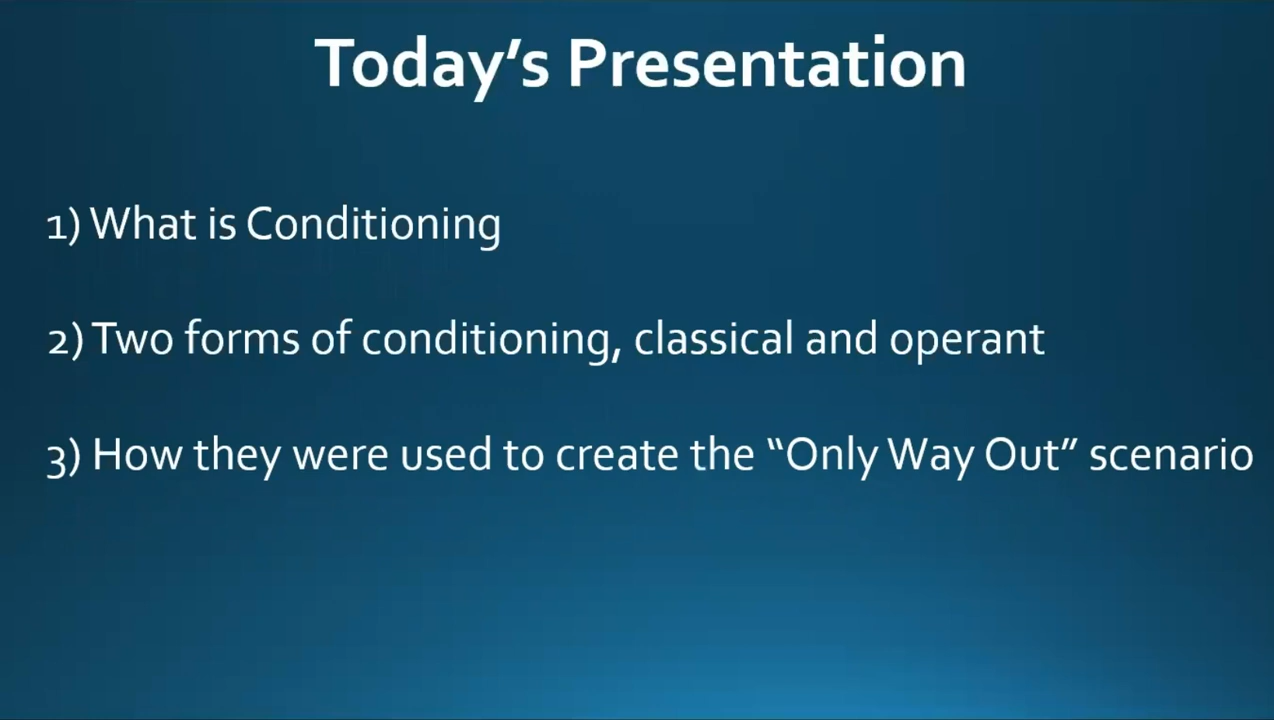 Today’s Presentation
1) What is Conditioning
2) Two forms of conditioning, classical and operant
3) How they were used to create the “Only Way Out” scenario